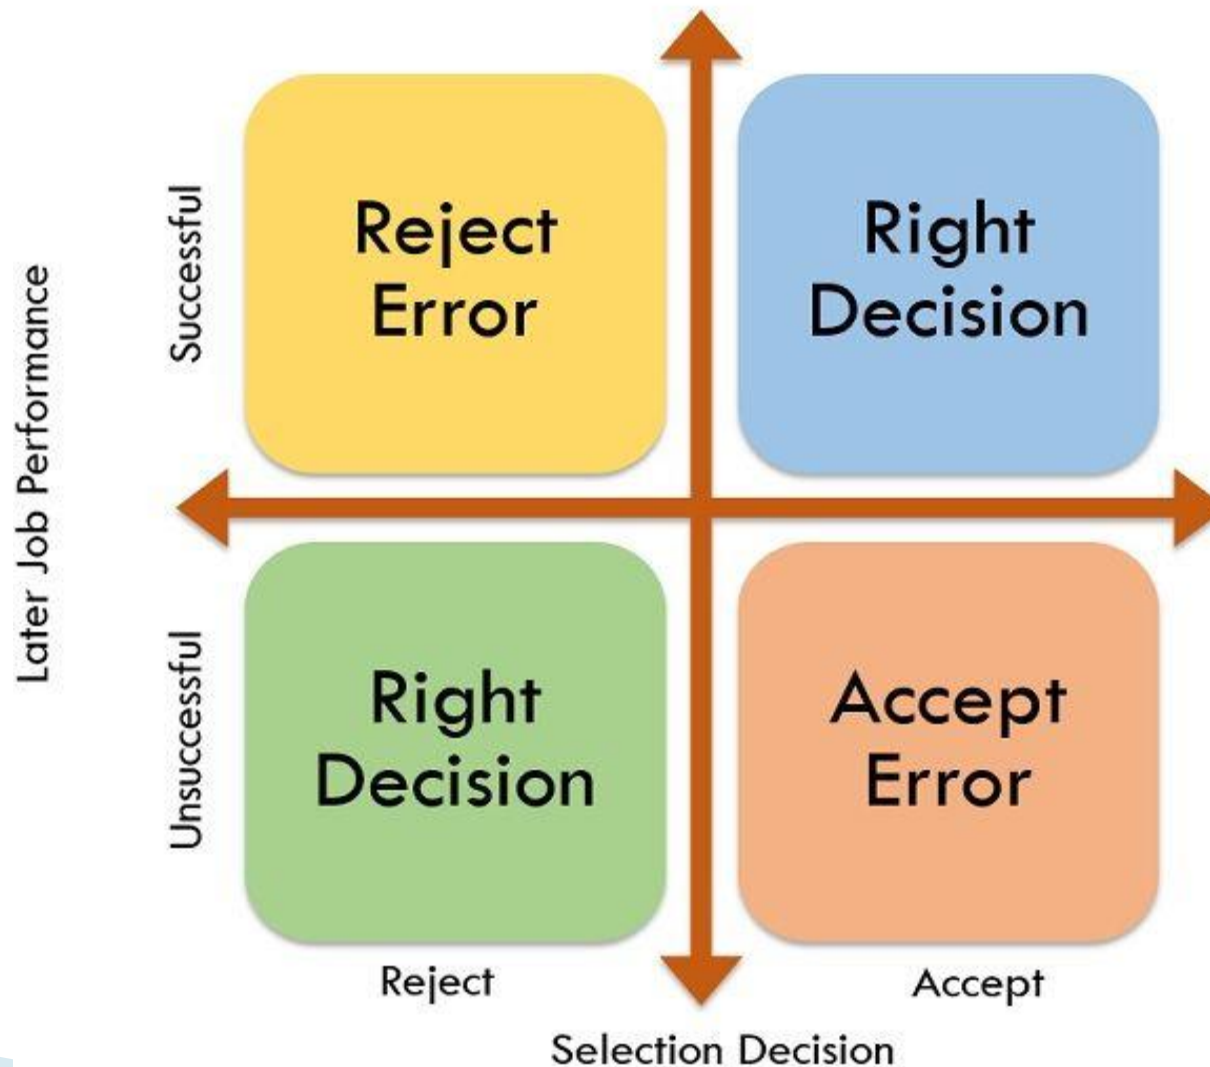 Later Job Performance
Successful
Reject
Error
Right
Decision
Unsuccessful
Right
Decision
Accept
Error
Reject
Accept
Selection Decision